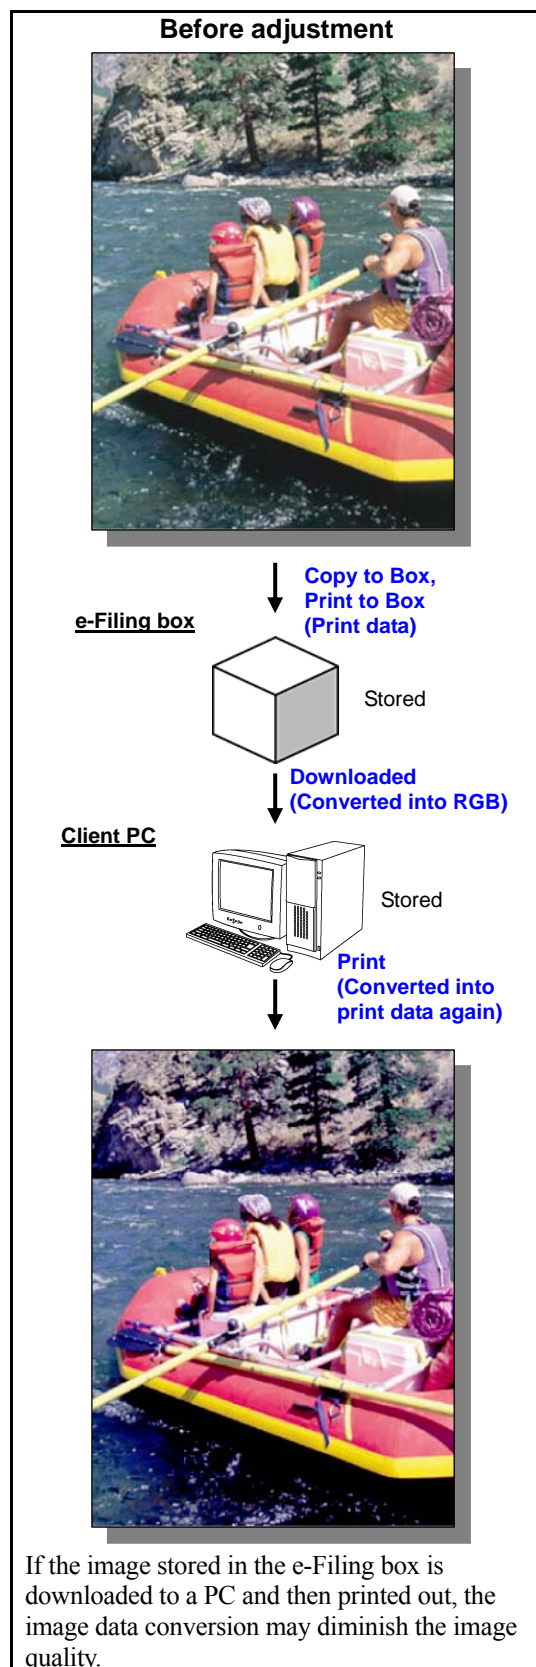 Before adjustment
Copy to Box,
Print to Box
(Print data)
e-Filing box
Stored
Downloaded
(Converted into RGB)
Client PC
Stored
Print
(Converted into
print data again)
If the image stored in the e-Filing box is
downloaded to a PC and then printed out, the
image data conversion may diminish the image
quality.